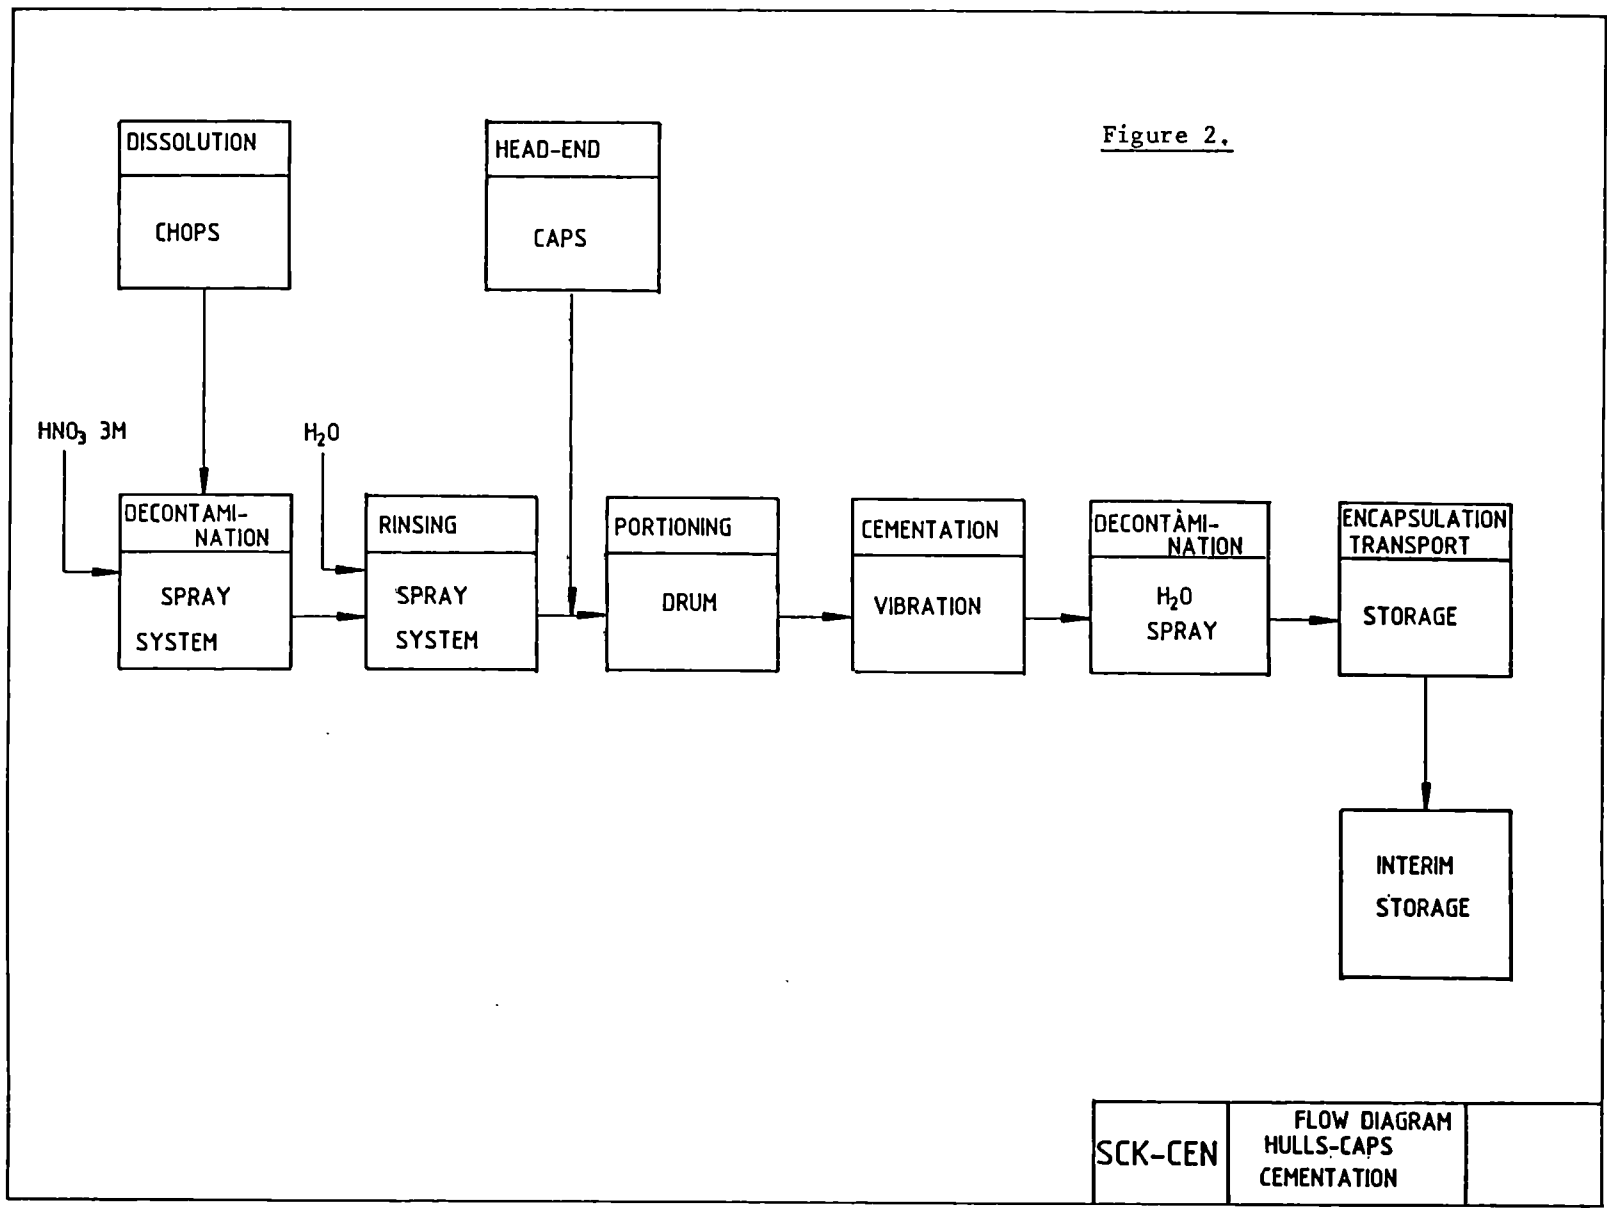 Figure 2.
DISSOLUTION
CHOPS
HEAD-END
CAPS
HNO₃ 3M
H₂O
DECONTAMI-
NATION
SPRAY
SYSTEM
RINSING
SPRAY
SYSTEM
PORTIONING
DRUM
CEMENTATION
VIBRATION
DECONTAMI-
NATION
H₂O
SPRAY
ENCAPSULATION
TRANSPORT
STORAGE
INTERIM
STORAGE
SCK-CEN
FLOW DIAGRAM
HULLS-CAPS
CEMENTATION